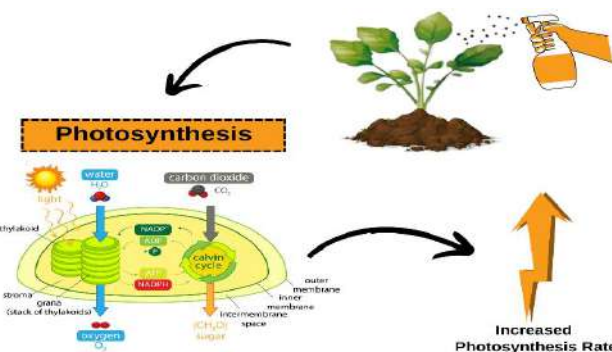 Photosynthesis
water
H₂O
carbon dioxide
CO₂
light
thylakoid
NADP⁺
ADP
+P
ATP
NADPH
calvin
cycle
stroma
grana
(stack of thylakoids)
outer
membrane
inner
membrane
intermembrane
space
oxygen
O₂
(CH₂O)
sugar
Increased
Photosynthesis Rate